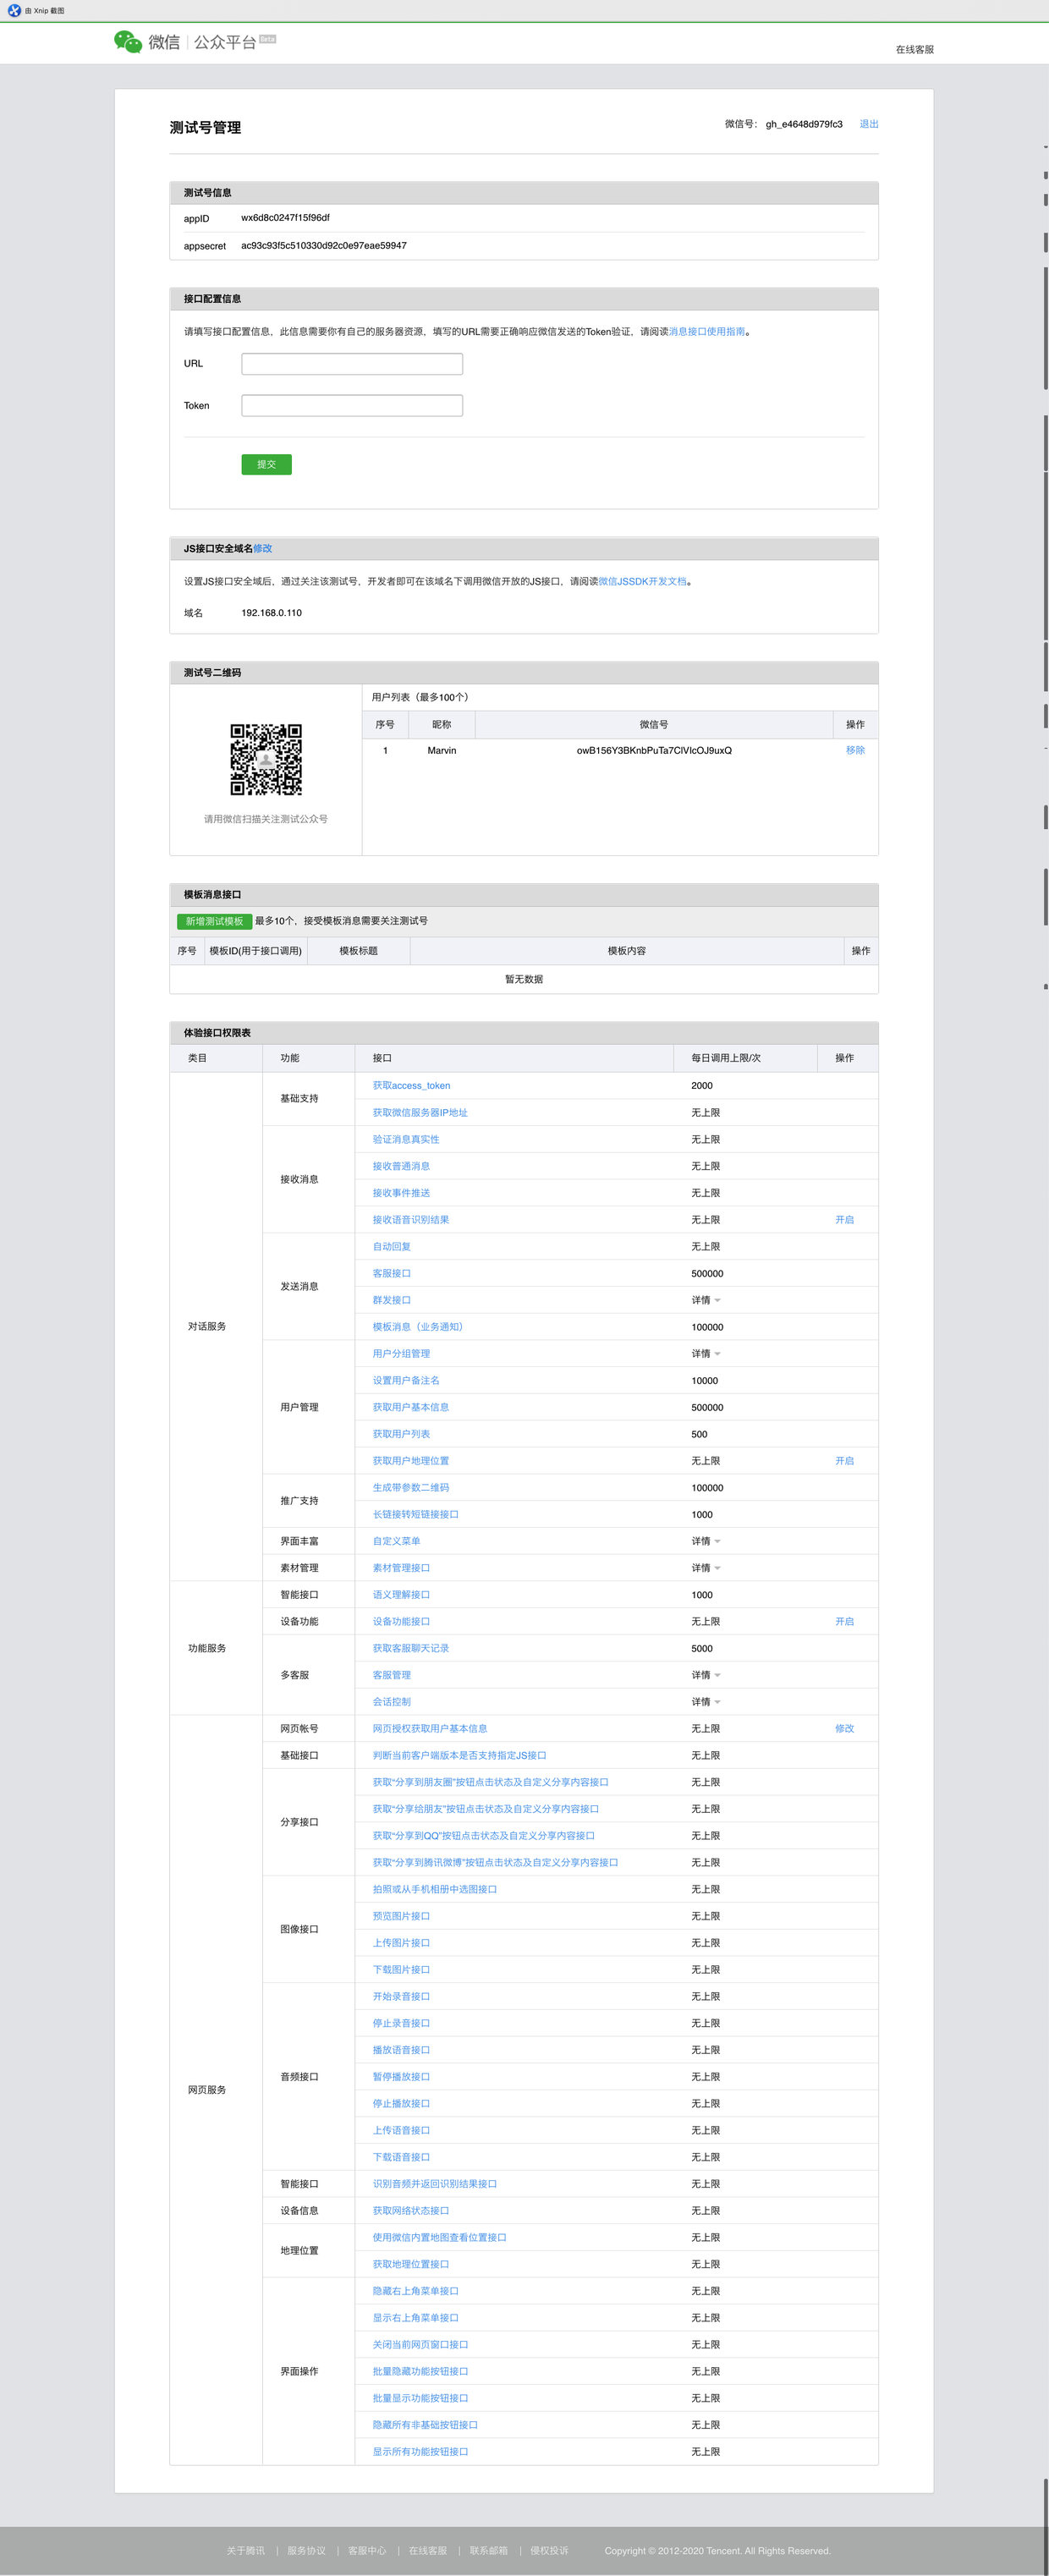 由 Xnip 截图
微信 | 公众平台 Beta
在线客服
测试号管理
微信号： gh_e4648d979fc3 退出
测试号信息
appID wx6d8c0247f15f96df
appsecret ac93c93f5c510330d92c0e97eae59947
接口配置信息
请填写接口配置信息，此信息需要你有自己的服务器资源，填写的URL需要正确响应微信发送的Token验证，请阅读消息接口使用指南。
URL
Token
提交
JS接口安全域名修改
设置JS接口安全域后，通过关注该测试号，开发者即可在该域名下调用微信开放的JS接口，请阅读微信JSSDK开发文档。
域名 192.168.0.110
测试号二维码
用户列表（最多100个）
序号 昵称 微信号 操作
1 Marvin owB156Y3BKnbPuTa7ClVIcOJ9uxQ 移除
请用微信扫描关注测试公众号
模板消息接口
新增测试模板 最多10个，接受模板消息需要关注测试号
序号 模板ID(用于接口调用) 模板标题 模板内容 操作
暂无数据
体验接口权限表
类目 功能 接口 每日调用上限/次 操作
对话服务 基础支持 获取access_token 2000
获取微信服务器IP地址 无上限
接收消息 验证消息真实性 无上限
接收普通消息 无上限
接收事件推送 无上限
接收语音识别结果 无上限 开启
发送消息 自动回复 无上限
客服接口 500000
群发接口 详情
模板消息（业务通知） 100000
用户管理 用户分组管理 详情
设置用户备注名 10000
获取用户基本信息 500000
获取用户列表 500
获取用户地理位置 无上限 开启
推广支持 生成带参数二维码 100000
长链接转短链接接口 1000
界面丰富 自定义菜单 详情
素材管理 素材管理接口 详情
功能服务 智能接口 语义理解接口 1000
设备功能 设备功能接口 无上限 开启
多客服 获取客服聊天记录 5000
客服管理 详情
会话控制 详情
网页服务 网页帐号 网页授权获取用户基本信息 无上限 修改
基础接口 判断当前客户端版本是否支持指定JS接口 无上限
分享接口 获取“分享到朋友圈”按钮点击状态及自定义分享内容接口 无上限
获取“分享给朋友”按钮点击状态及自定义分享内容接口 无上限
获取“分享到QQ”按钮点击状态及自定义分享内容接口 无上限
获取“分享到腾讯微博”按钮点击状态及自定义分享内容接口 无上限
图像接口 拍照或从手机相册中选图接口 无上限
预览图片接口 无上限
上传图片接口 无上限
下载图片接口 无上限
音频接口 开始录音接口 无上限
停止录音接口 无上限
播放语音接口 无上限
暂停播放接口 无上限
停止播放接口 无上限
上传语音接口 无上限
下载语音接口 无上限
智能接口 识别音频并返回识别结果接口 无上限
设备信息 获取网络状态接口 无上限
地理位置 使用微信内置地图查看位置接口 无上限
获取地理位置接口 无上限
界面操作 隐藏右上角菜单接口 无上限
显示右上角菜单接口 无上限
关闭当前网页窗口接口 无上限
批量隐藏功能按钮接口 无上限
批量显示功能按钮接口 无上限
隐藏所有非基础按钮接口 无上限
显示所有功能按钮接口 无上限
关于腾讯 | 服务协议 | 客服中心 | 在线客服 | 联系邮箱 | 侵权投诉 Copyright © 2012-2020 Tencent. All Rights Reserved.